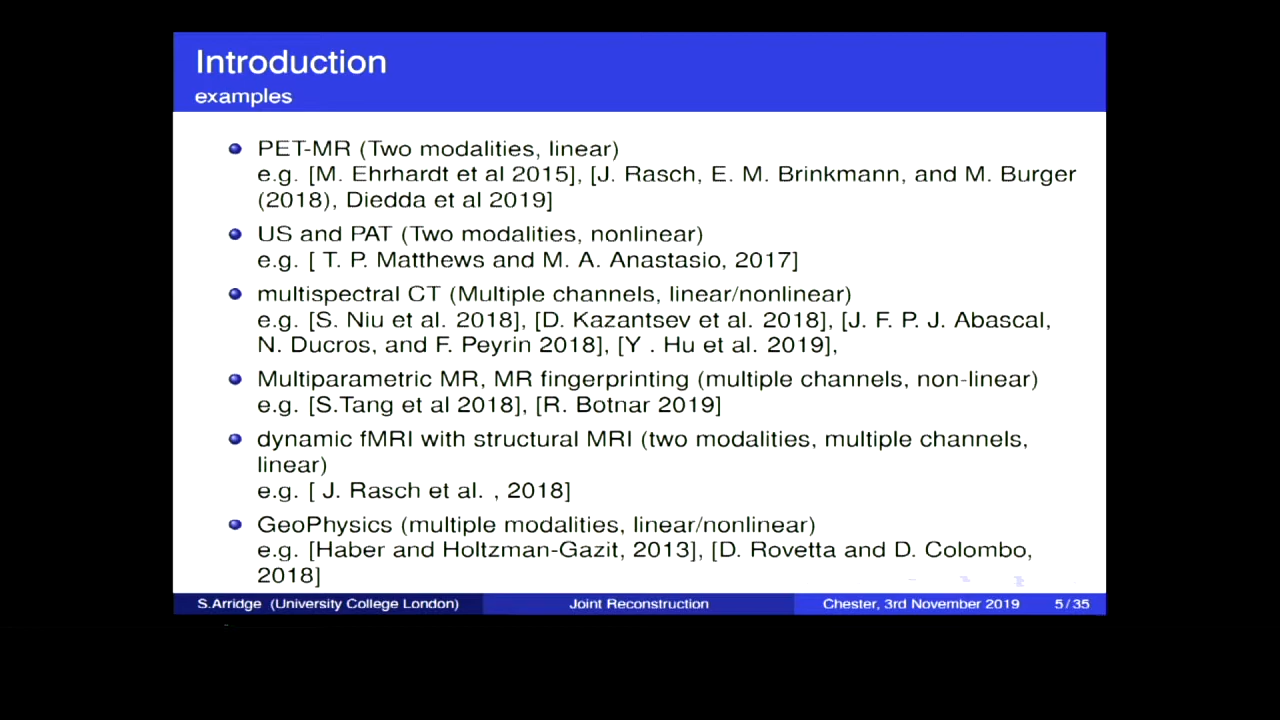 Introduction
examples
PET-MR (Two modalities, linear)
e.g. [M. Ehrhardt et al 2015], [J. Rasch, E. M. Brinkmann, and M. Burger
(2018), Diedda et al 2019]
US and PAT (Two modalities, nonlinear)
e.g. [ T. P. Matthews and M. A. Anastasio, 2017]
multispectral CT (Multiple channels, linear/nonlinear)
e.g. [S. Niu et al. 2018], [D. Kazantsev et al. 2018], [J. F. P. J. Abascal,
N. Ducros, and F. Peyrin 2018], [Y . Hu et al. 2019],
Multiparametric MR, MR fingerprinting (multiple channels, non-linear)
e.g. [S.Tang et al 2018], [R. Botnar 2019]
dynamic fMRI with structural MRI (two modalities, multiple channels,
linear)
e.g. [ J. Rasch et al. , 2018]
GeoPhysics (multiple modalities, linear/nonlinear)
e.g. [Haber and Holtzman-Gazit, 2013], [D. Rovetta and D. Colombo,
2018]
S.Arridge (University College London) Joint Reconstruction Chester, 3rd November 2019 5 / 35